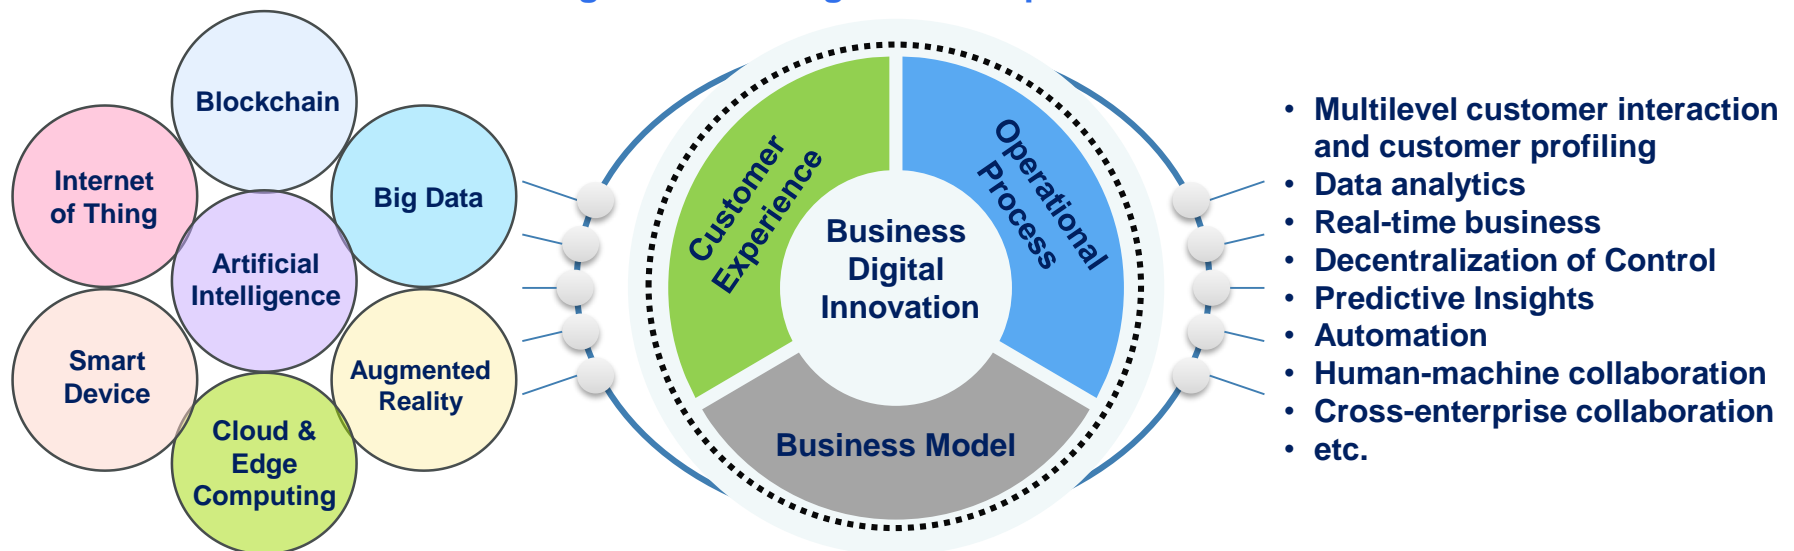 Blockchain
Internet
of Thing
Big Data
Artificial
Intelligence
Smart
Device
Augmented
Reality
Cloud &
Edge
Computing
Customer
Experience
Operational
Process
Business
Digital
Innovation
Business Model
• Multilevel customer interaction
and customer profiling
• Data analytics
• Real-time business
• Decentralization of Control
• Predictive Insights
• Automation
• Human-machine collaboration
• Cross-enterprise collaboration
• etc.